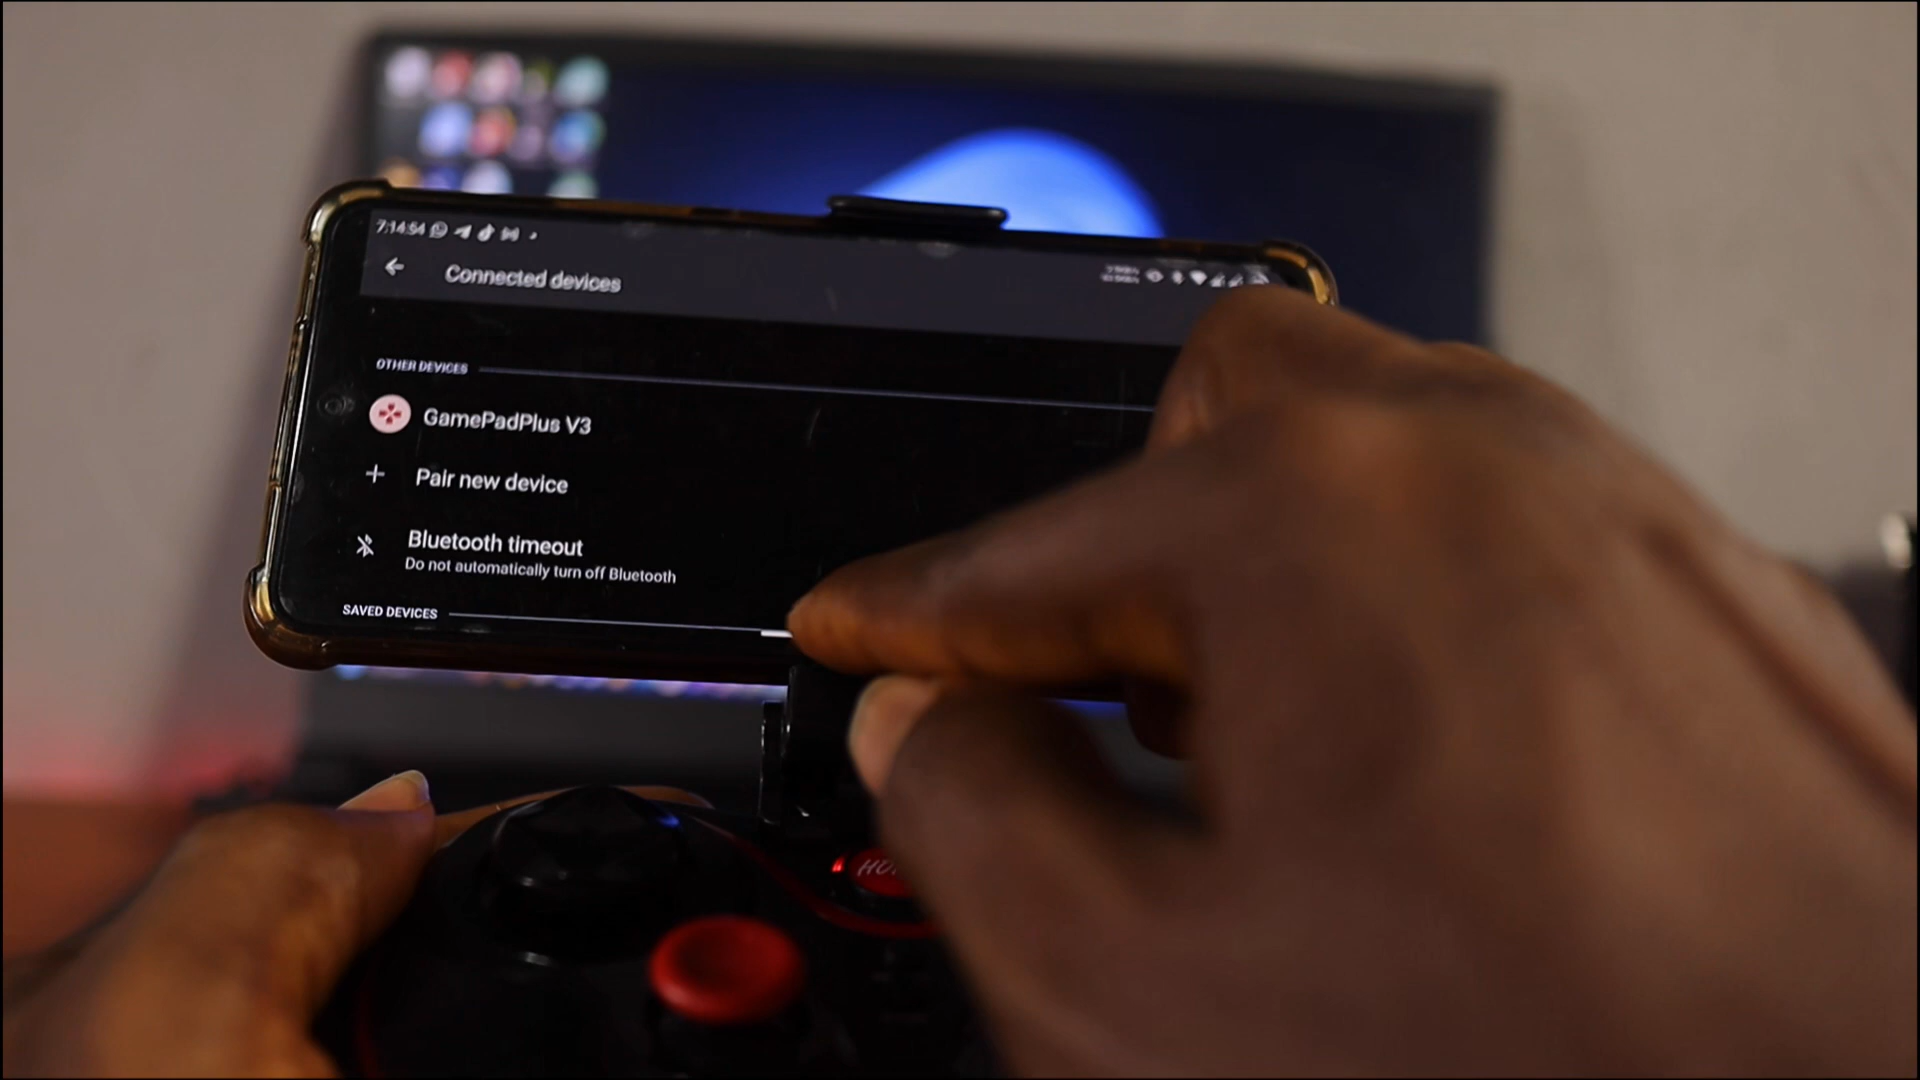 7:14:54
Connected devices
OTHER DEVICES
GamePadPlus V3
Pair new device
Bluetooth timeout
Do not automatically turn off Bluetooth
SAVED DEVICES